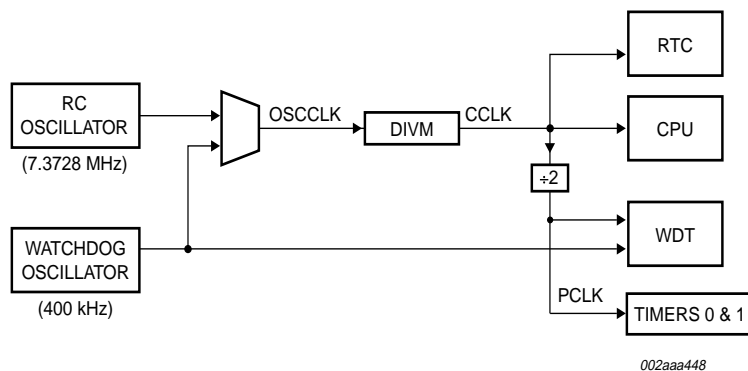 RC
OSCILLATOR
(7.3728 MHz)
WATCHDOG
OSCILLATOR
(400 kHz)
OSCCLK
DIVM
CCLK
÷2
PCLK
RTC
CPU
WDT
TIMERS 0 & 1
002aaa448